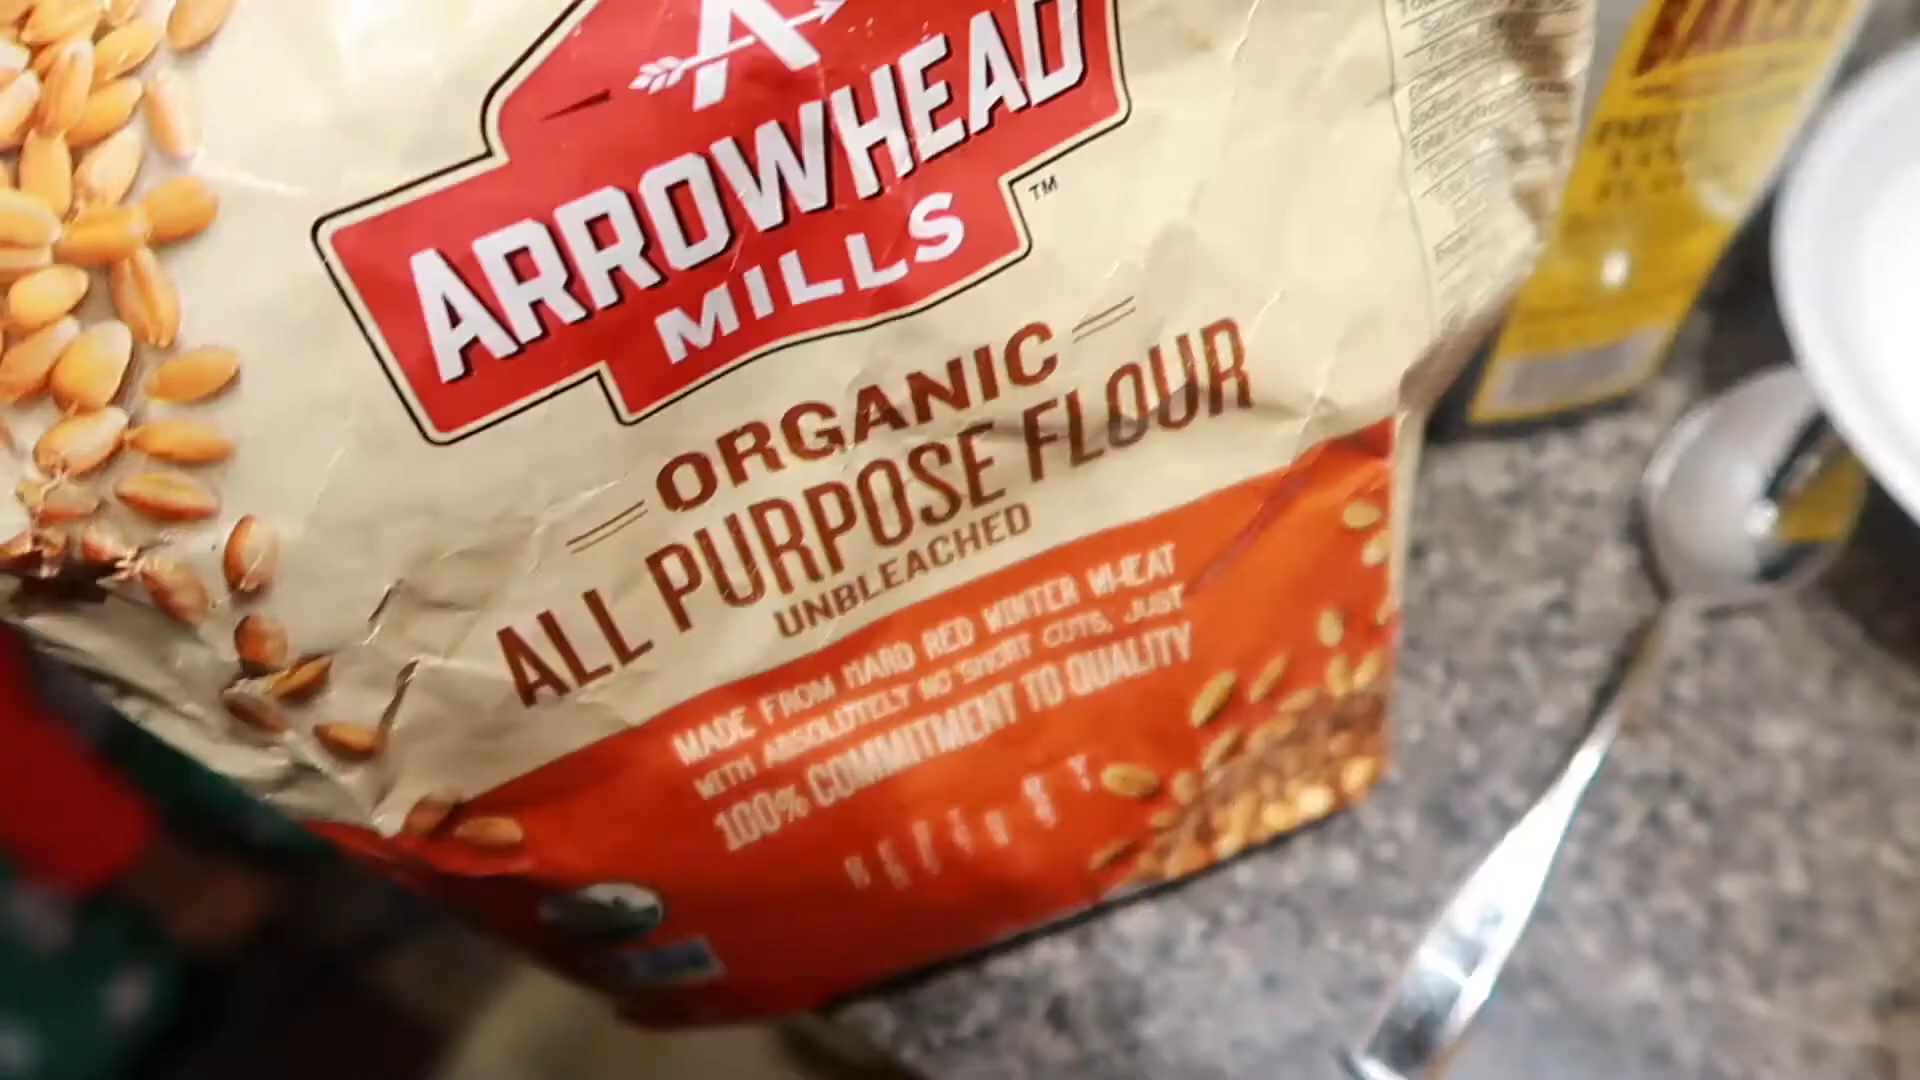 A
ARROWHEAD
MILLS
TM
ORGANIC
ALL PURPOSE FLOUR
UNBLEACHED
MADE FROM HARD RED WINTER WHEAT
WITH ABSOLUTELY NO SHORT CUTS, JUST
100% COMMITMENT TO QUALITY